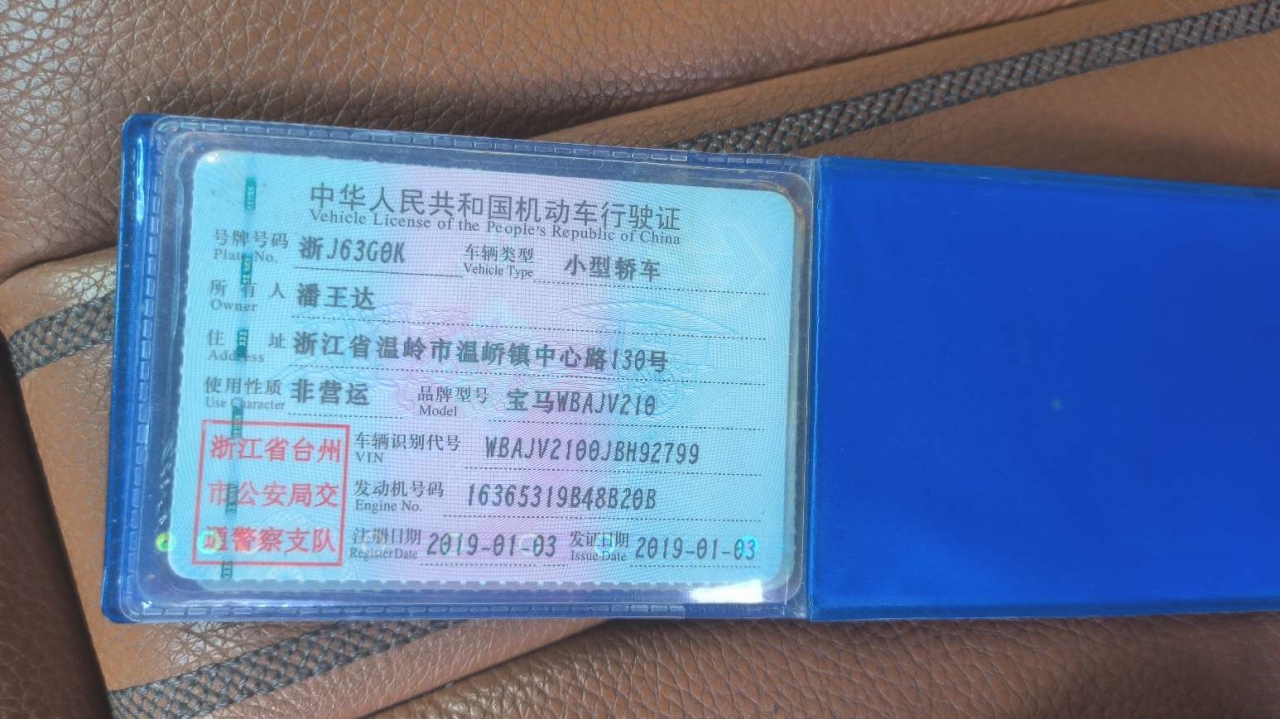 中华人民共和国机动车行驶证
Vehicle License of the People's Republic of China
号牌号码 浙J63G0K 车辆类型 小型轿车
Plate No. Vehicle Type
所有人 潘王达
Owner
住址 浙江省温岭市温峤镇中心路130号
Address
使用性质 非营运 品牌型号 宝马WBAJV210
Use Character Model
浙江省台州
市公安局交
通警察支队
车辆识别代号 WBAJV2100JBH92799
VIN
发动机号码 16365319B48B20B
Engine No.
注册日期 2019-01-03 发证日期 2019-01-03
Register Date Issue Date